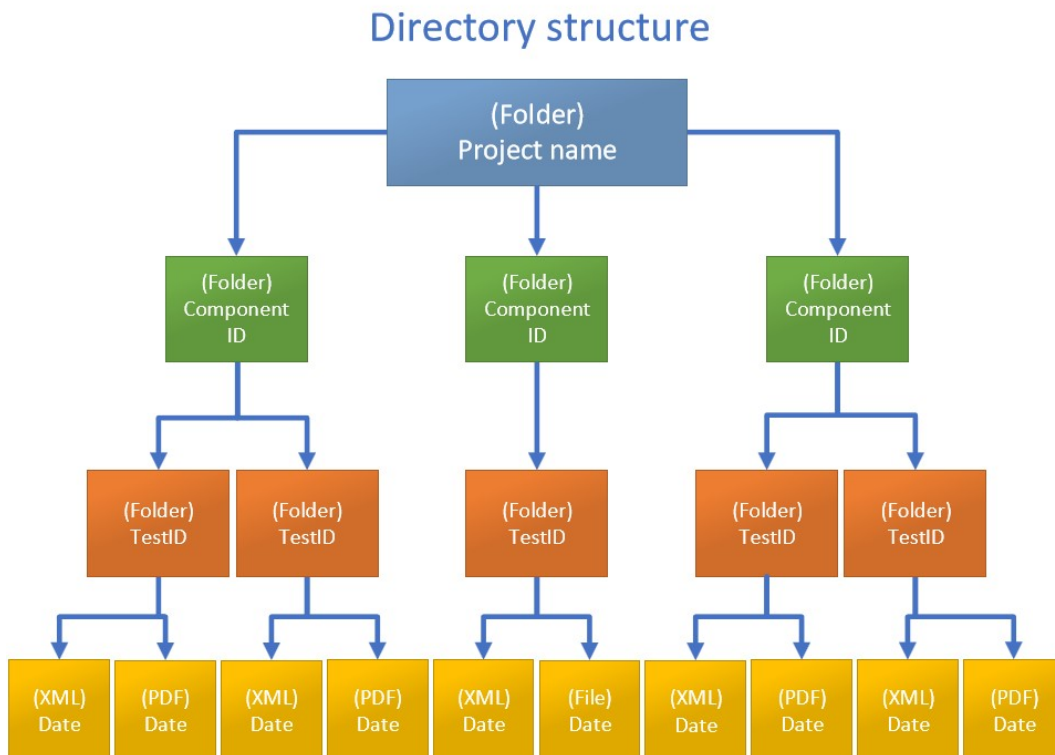 Directory structure
(Folder)
Project name
(Folder)
Component
ID
(Folder)
Component
ID
(Folder)
Component
ID
(Folder)
TestID
(Folder)
TestID
(Folder)
TestID
(Folder)
TestID
(Folder)
TestID
(XML)
Date
(PDF)
Date
(XML)
Date
(PDF)
Date
(XML)
Date
(File)
Date
(XML)
Date
(PDF)
Date
(XML)
Date
(PDF)
Date